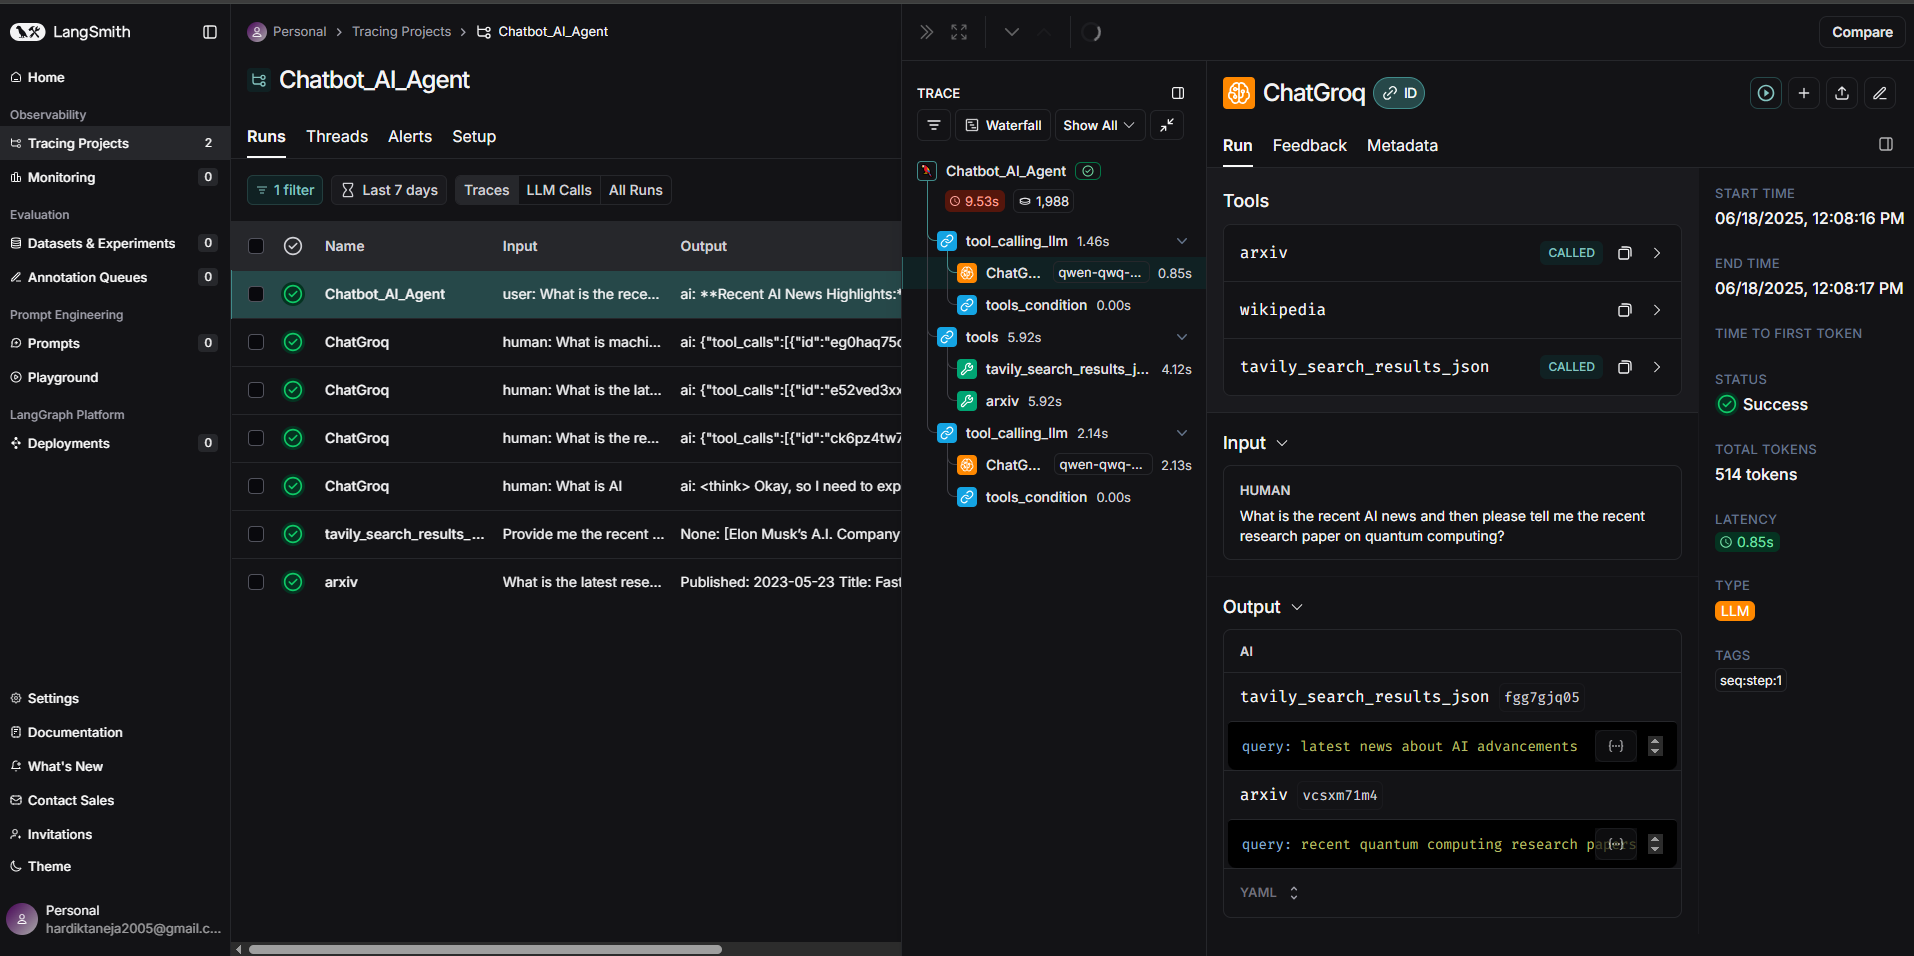 LangSmith
Home
Observability
Tracing Projects 2
Monitoring 0
Evaluation
Datasets & Experiments 0
Annotation Queues 0
Prompt Engineering
Prompts 0
Playground
LangGraph Platform
Deployments 0
Settings
Documentation
What's New
Contact Sales
Invitations
Theme
Personal
hardiktaneja2005@gmail.c...
Personal > Tracing Projects > Chatbot_AI_Agent
Chatbot_AI_Agent
Runs Threads Alerts Setup
1 filter Last 7 days Traces LLM Calls All Runs
Name Input Output
Chatbot_AI_Agent user: What is the rece... ai: **Recent AI News Highlights:*
ChatGroq human: What is machi... ai: {"tool_calls":[{"id":"eg0haq75c
ChatGroq human: What is the lat... ai: {"tool_calls":[{"id":"e52ved3xx
ChatGroq human: What is the re... ai: {"tool_calls":[{"id":"ck6pz4tw7
ChatGroq human: What is AI ai: <think> Okay, so I need to exp
tavily_search_results_... Provide me the recent ... None: [Elon Musk's A.I. Company
arxiv What is the latest rese... Published: 2023-05-23 Title: Fast
TRACE
Waterfall Show All
Chatbot_AI_Agent
9.53s 1,988
tool_calling_llm 1.46s
ChatG... qwen-qwq-... 0.85s
tools_condition 0.00s
tools 5.92s
tavily_search_results_j... 4.12s
arxiv 5.92s
tool_calling_llm 2.14s
ChatG... qwen-qwq-... 2.13s
tools_condition 0.00s
Compare
ChatGroq ID
Run Feedback Metadata
Tools
arxiv CALLED
wikipedia
tavily_search_results_json CALLED
Input
HUMAN
What is the recent AI news and then please tell me the recent
research paper on quantum computing?
Output
AI
tavily_search_results_json fgg7gjq05
query: latest news about AI advancements
arxiv vcsxm71m4
query: recent quantum computing research papers
YAML
START TIME
06/18/2025, 12:08:16 PM
END TIME
06/18/2025, 12:08:17 PM
TIME TO FIRST TOKEN
STATUS
Success
TOTAL TOKENS
514 tokens
LATENCY
0.85s
TYPE
LLM
TAGS
seq:step:1